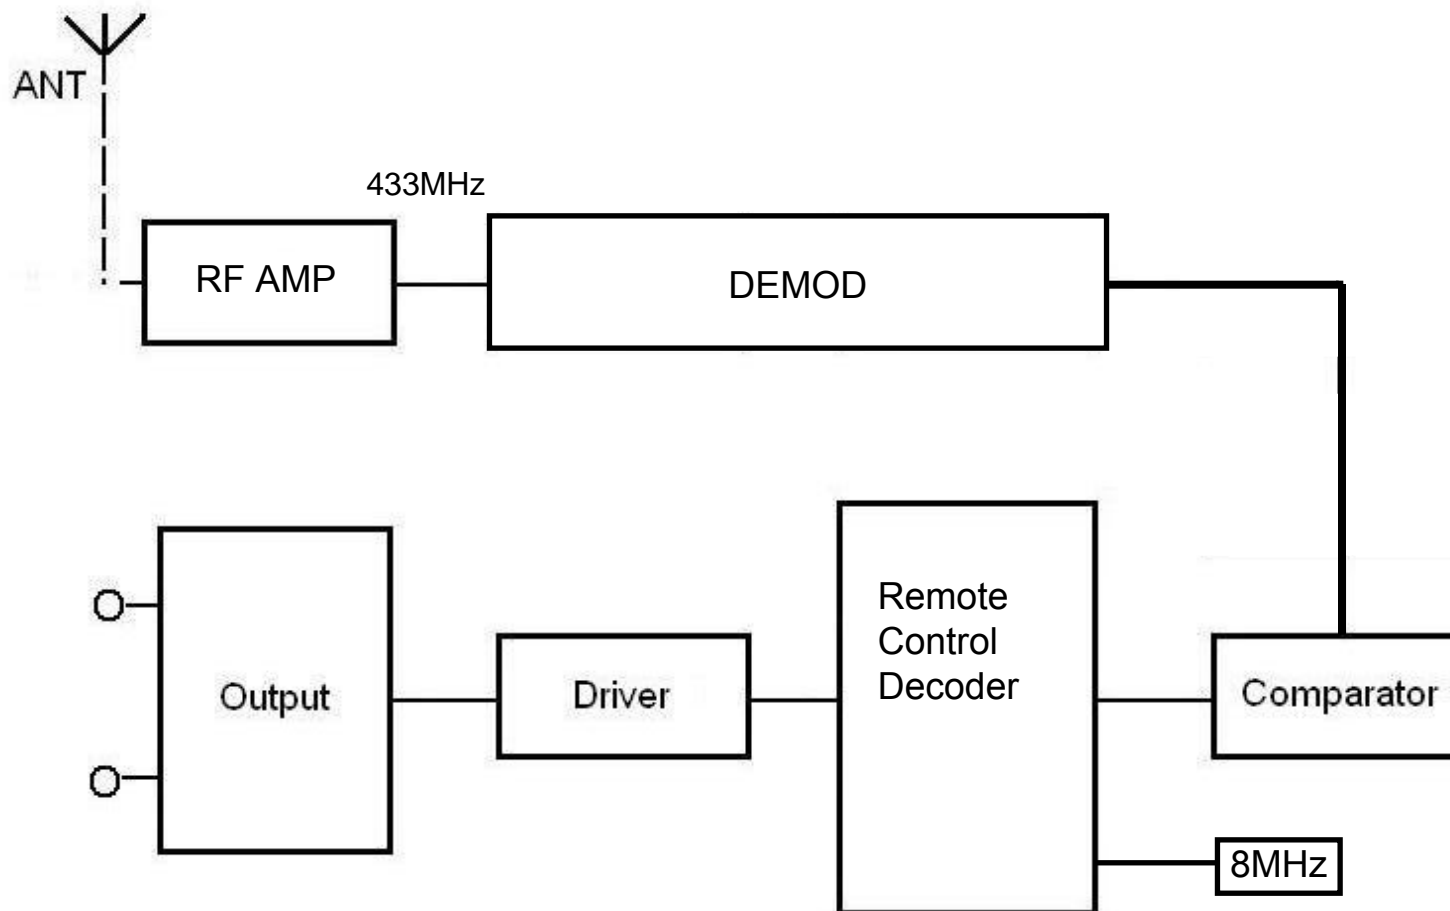 ANT
433MHz
RF AMP
DEMOD
Remote
Control
Decoder
Output
Driver
Comparator
8MHz